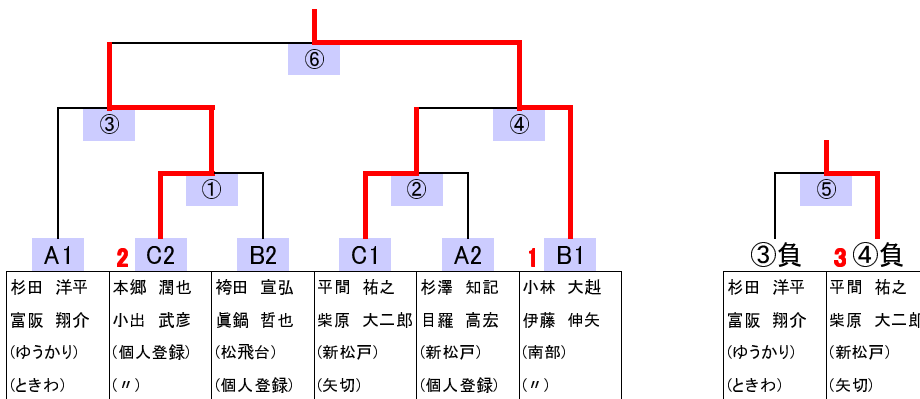 ⑥
③ ④
① ② ⑤
A1 2 C2 B2 C1 A2 1 B1 ③負 3 ④負
杉田 洋平 本郷 潤也 袴田 宣弘 平間 祐之 杉澤 知記 小林 大赳 杉田 洋平 平間 祐之
富阪 翔介 小出 武彦 眞鍋 哲也 柴原 大二郎 目羅 高宏 伊藤 伸矢 富阪 翔介 柴原 大二郎
(ゆうかり) (個人登録) (松飛台) (新松戸) (新松戸) (南部) (ゆうかり) (新松戸)
(ときわ) (〃) (個人登録) (矢切) (個人登録) (〃) (ときわ) (矢切)